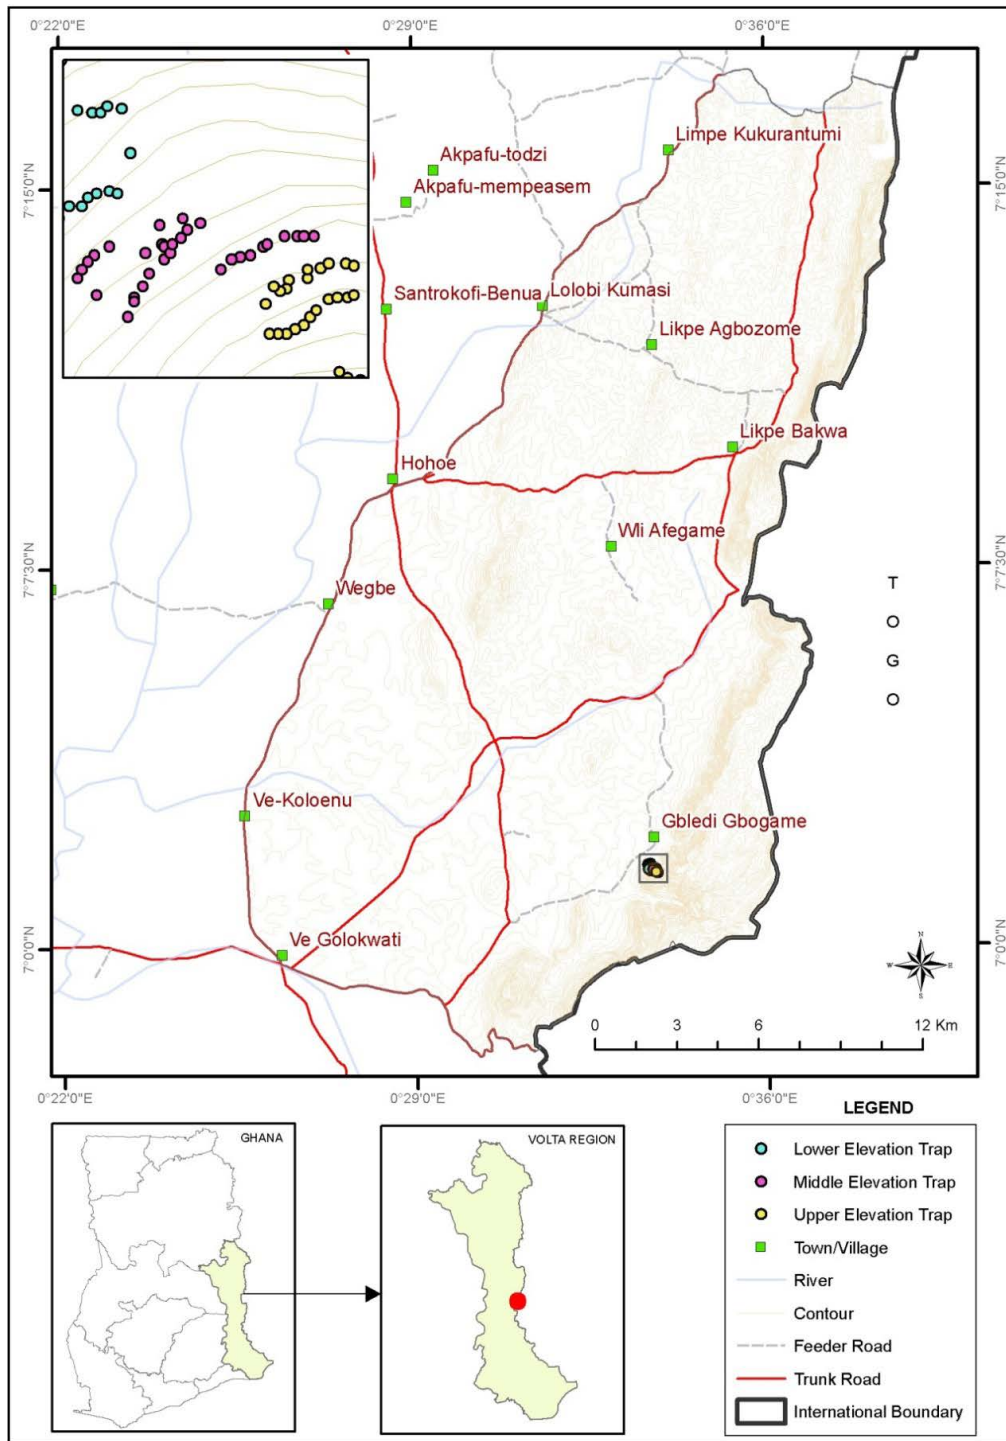 0°22'0"E
0°29'0"E
0°36'0"E
Limpe Kukurantumi
Akpafu-todzi
Akpafu-mempeasem
7°15'0"N
7°15'0"N
Santrokofi-Benua
Lolobi Kumasi
Likpe Agbozome
Likpe Bakwa
Hohoe
Wli Afegame
7°7'30"N
7°7'30"N
Wegbe
T
O
G
O
Ve-Koloenu
Gbledi Gbogame
Ve Golokwati
7°0'0"N
7°0'0"N
N
W
E
S
0
3
6
12 Km
0°22'0"E
0°29'0"E
0°36'0"E
GHANA
VOLTA REGION
LEGEND
Lower Elevation Trap
Middle Elevation Trap
Upper Elevation Trap
Town/Village
River
Contour
Feeder Road
Trunk Road
International Boundary